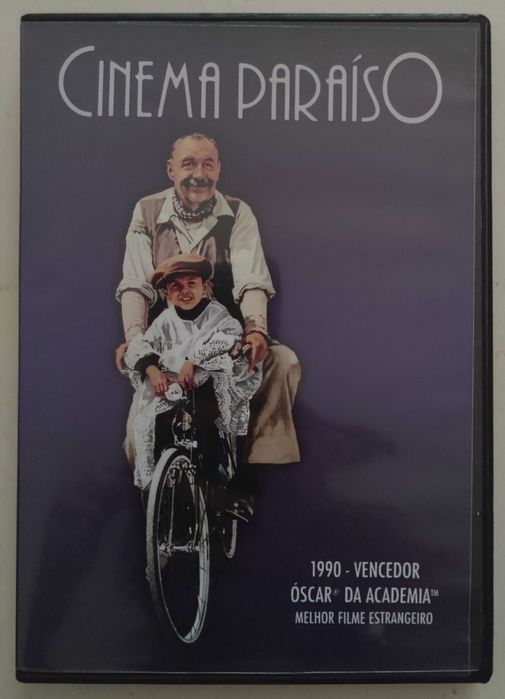 CINEMA PARAÍSO
1990 - VENCEDOR
ÓSCAR® DA ACADEMIA™
MELHOR FILME ESTRANGEIRO